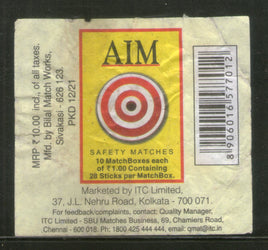 MRP ₹ 10.00 incl., of all taxes.
Mfd. by Bilal Match Works,
Sivakasi - 626 123.
PKD 12/21
AIM
SAFETY MATCHES
10 MatchBoxes each
of ₹1.00 Containing
28 Sticks per MatchBox.
8 906016 577012
Marketed by ITC Limited,
37, J.L. Nehru Road, Kolkata - 700 071.
For feedback/complaints, contact: Quality Manager,
ITC Limited - SBU Matches Business, 69, Chamiers Road,
Chennai - 600 018. Ph: 1800 425 444 444, email: qmat@itc.in